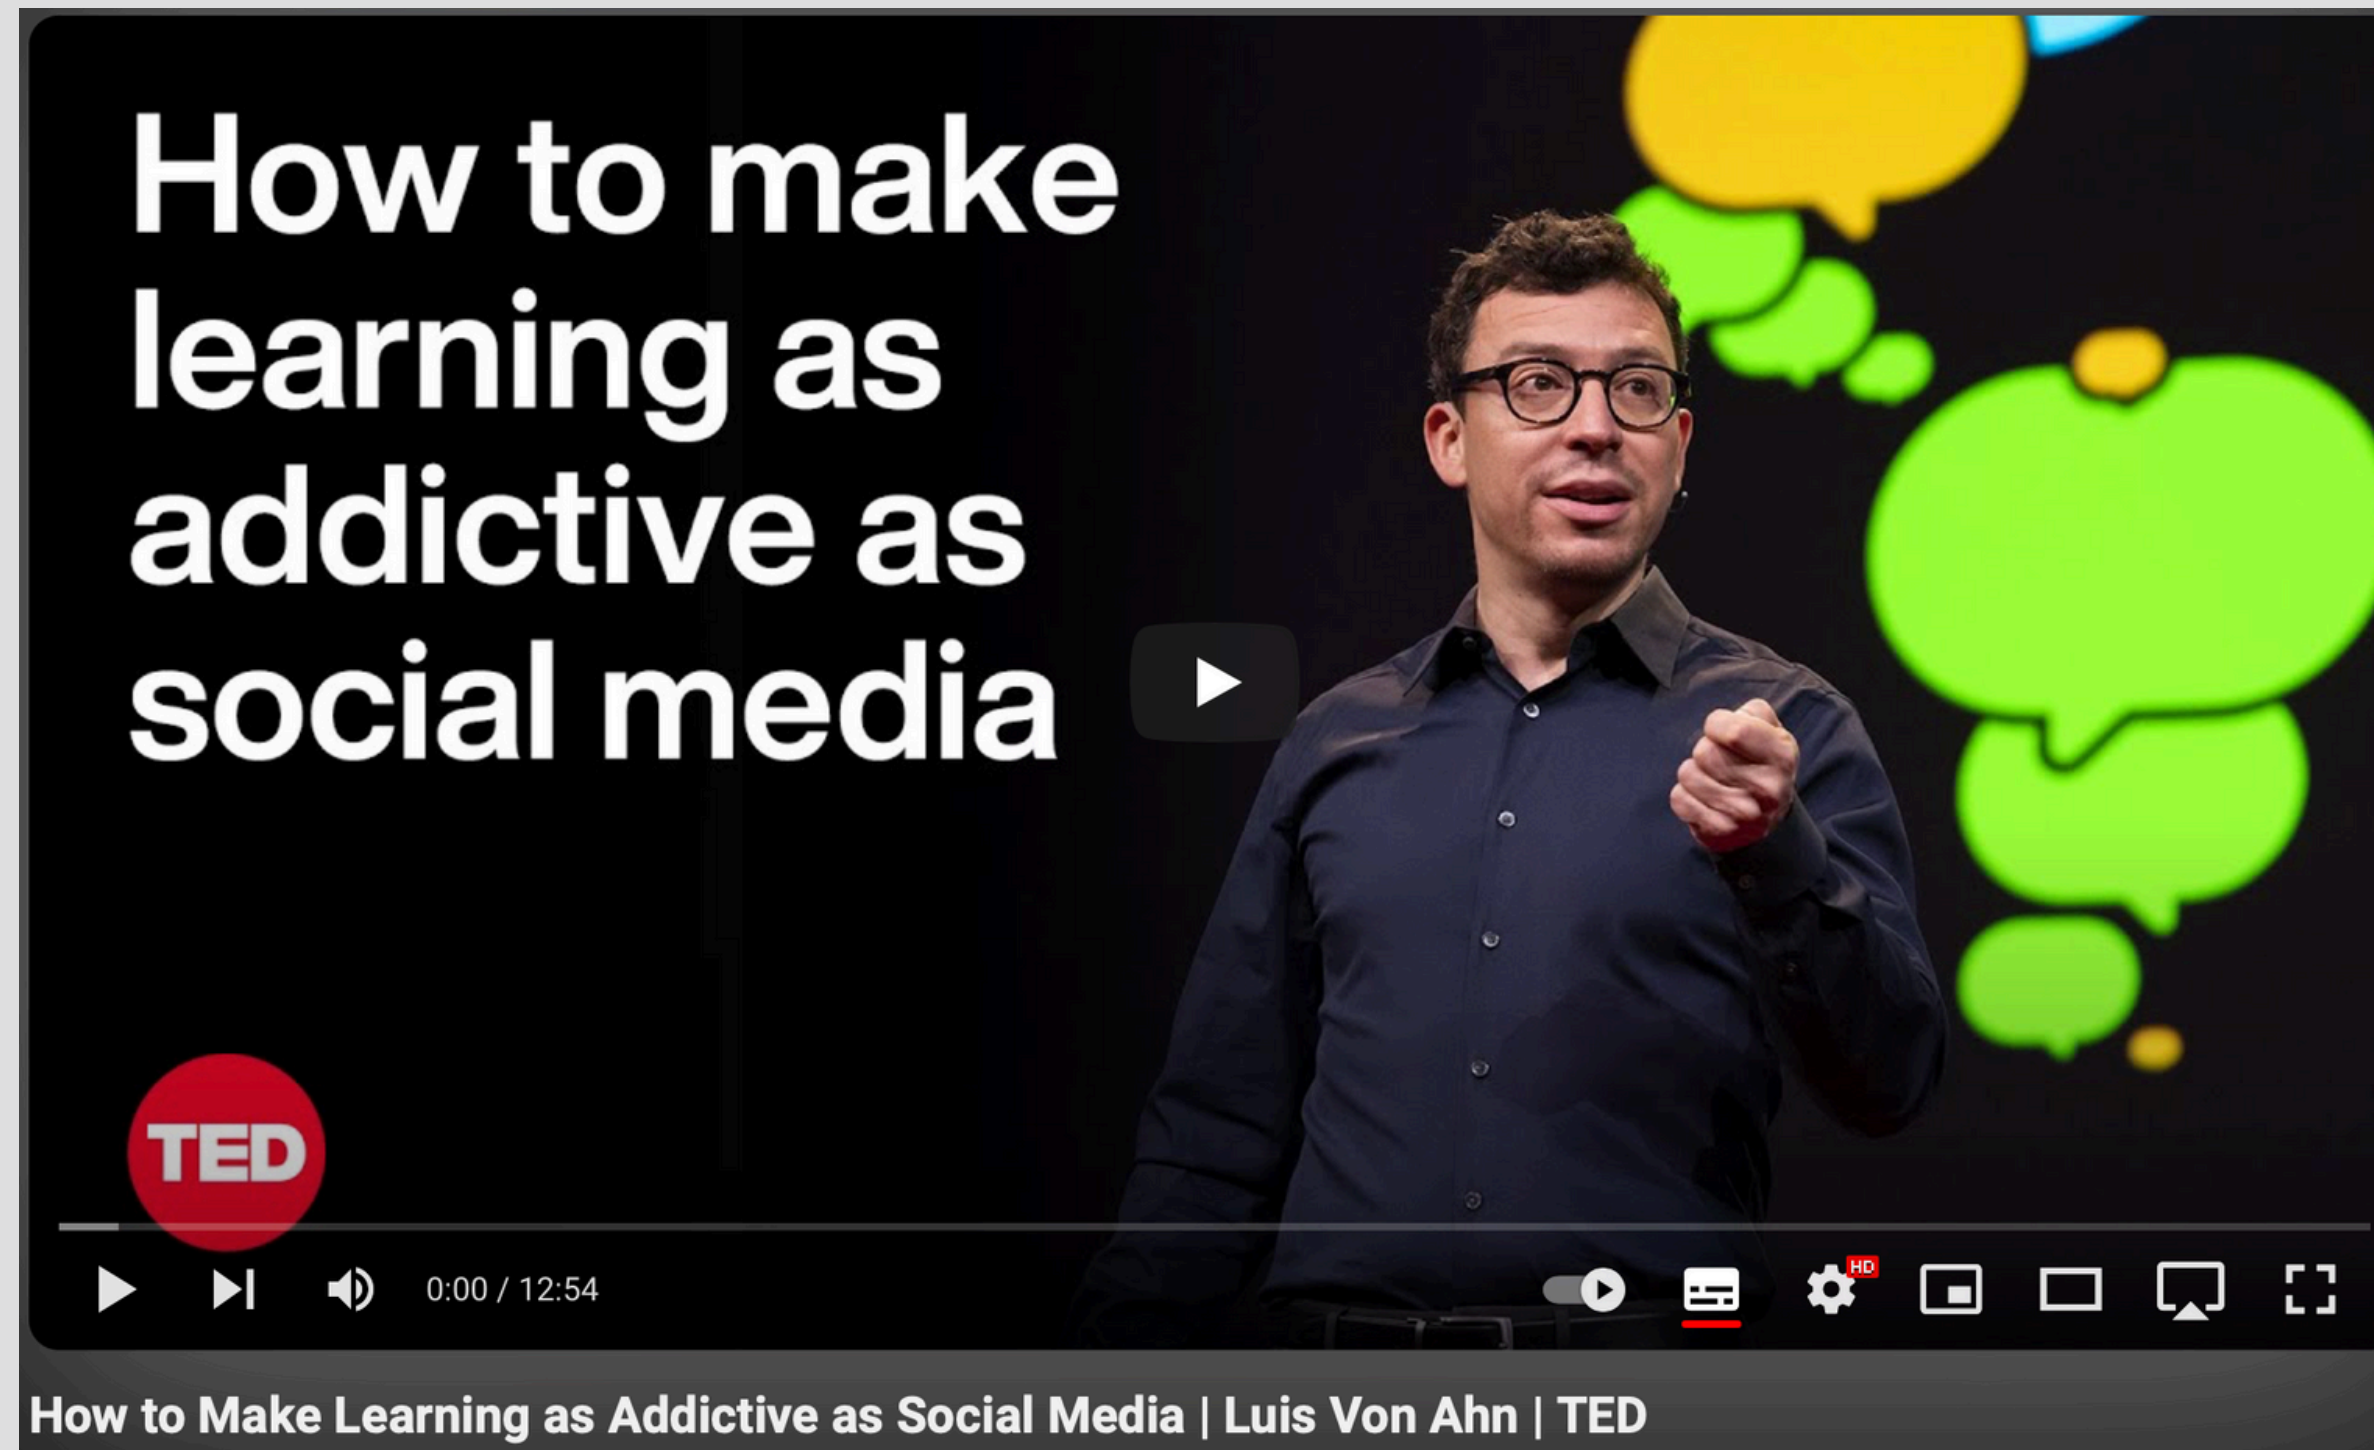 How to make
learning as
addictive as
social media
TED
0:00 / 12:54
HD
How to Make Learning as Addictive as Social Media | Luis Von Ahn | TED